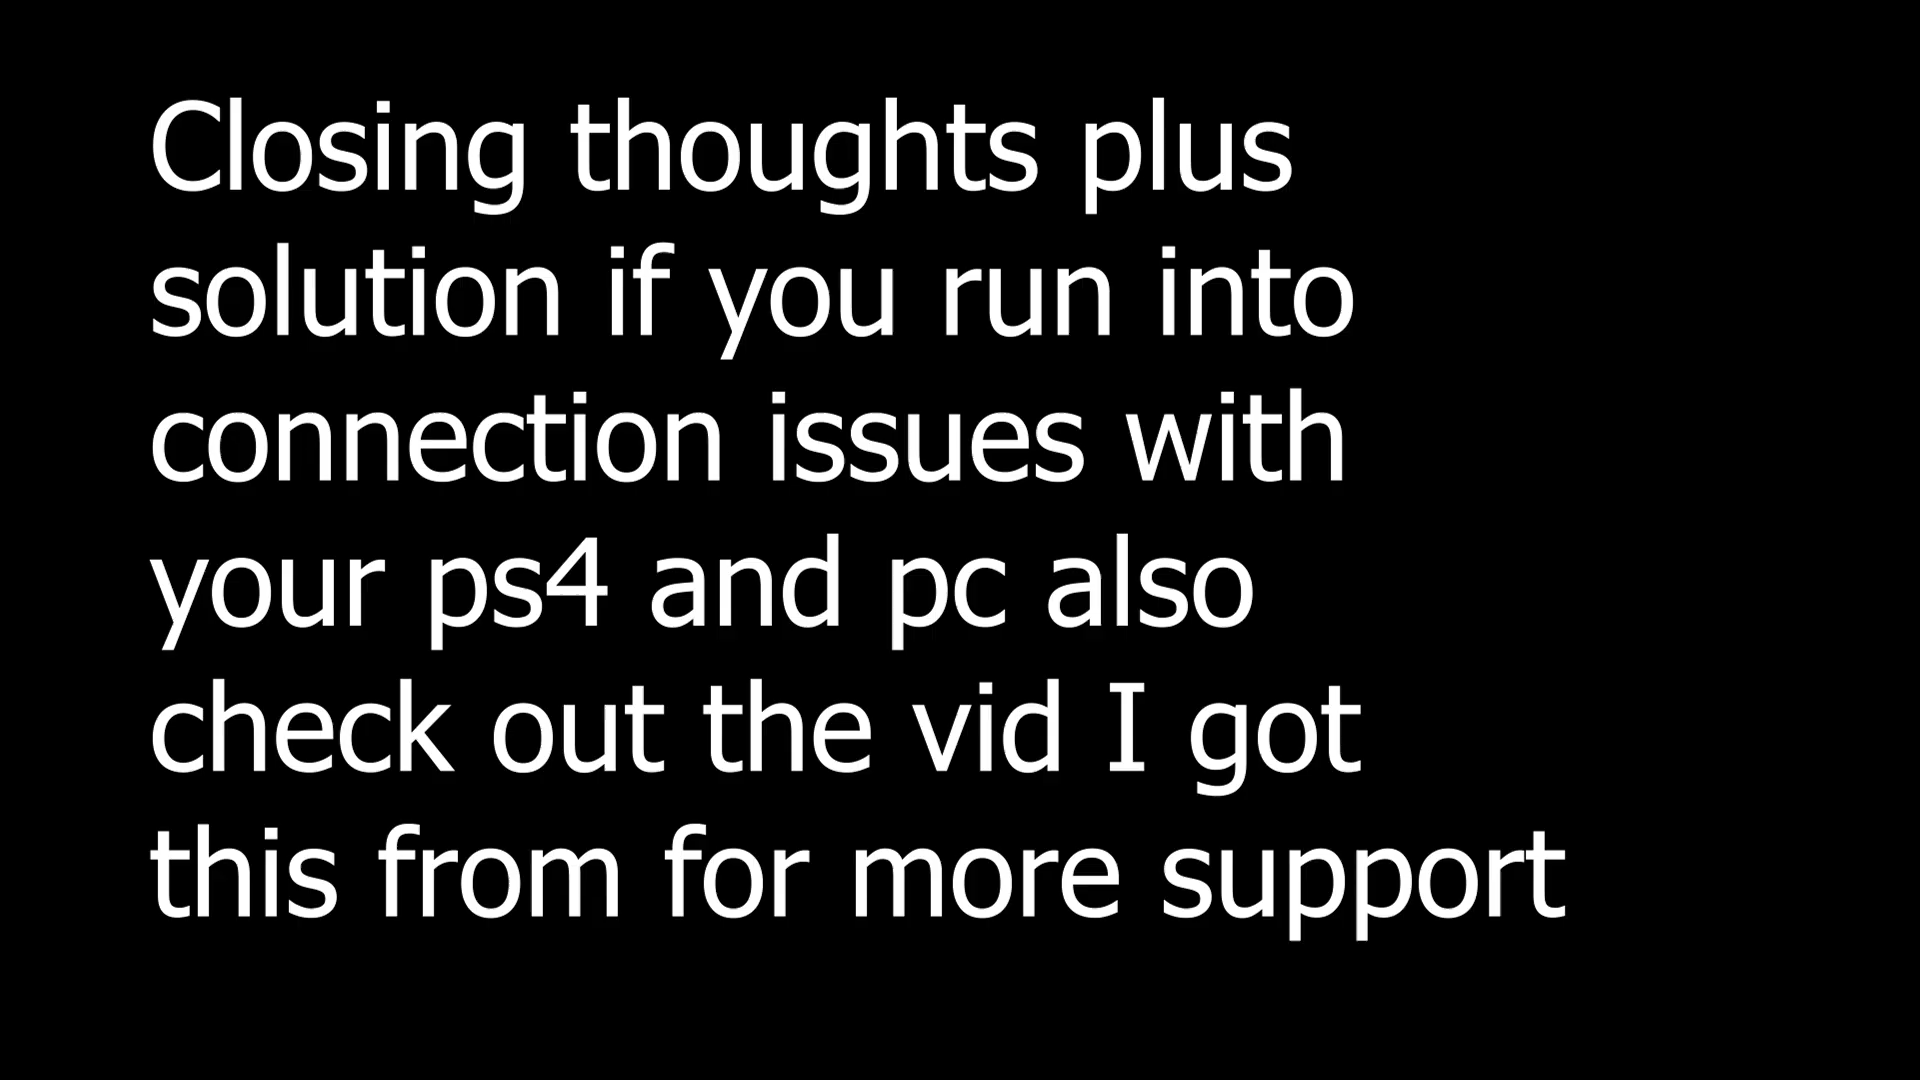 Closing thoughts plus
solution if you run into
connection issues with
your ps4 and pc also
check out the vid I got
this from for more support